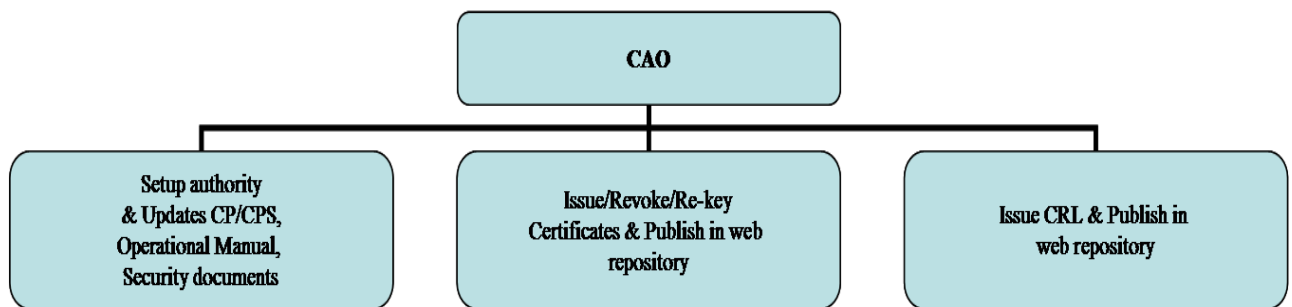 CAO
Setup authority
& Updates CP/CPS,
Operational Manual,
Security documents
Issue/Revoke/Re-key
Certificates & Publish in web
repository
Issue CRL & Publish in
web repository